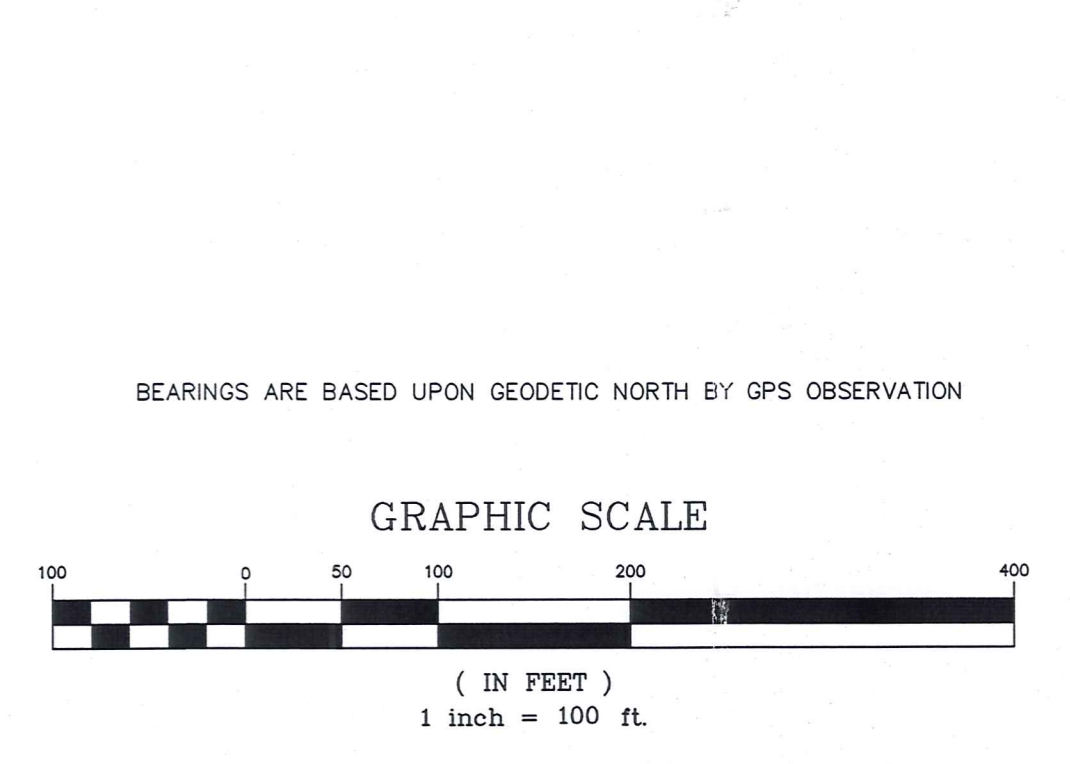 BEARINGS ARE BASED UPON GEODETIC NORTH BY GPS OBSERVATION
GRAPHIC SCALE
100 0 50 100 200 400
( IN FEET )
1 inch = 100 ft.